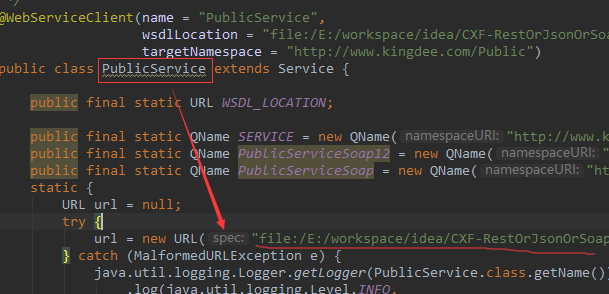 */
@WebServiceClient(name = "PublicService",
wsdlLocation = "file:/E:/workspace/idea/CXF-RestOrJsonOrSoa
targetNamespace = "http://www.kingdee.com/Public")
public class PublicService extends Service {
public final static URL WSDL_LOCATION;
public final static QName SERVICE = new QName( namespaceURI: "http://www.k
public final static QName PublicServiceSoap12 = new QName( namespaceURI: "
public final static QName PublicServiceSoap = new QName( namespaceURI: "ht
static {
URL url = null;
try {
url = new URL( spec: "file:/E:/workspace/idea/CXF-RestOrJsonOrSoap
} catch (MalformedURLException e) {
java.util.logging.Logger.getLogger(PublicService.class.getName())
.log(java.util.logging.Level.INFO,